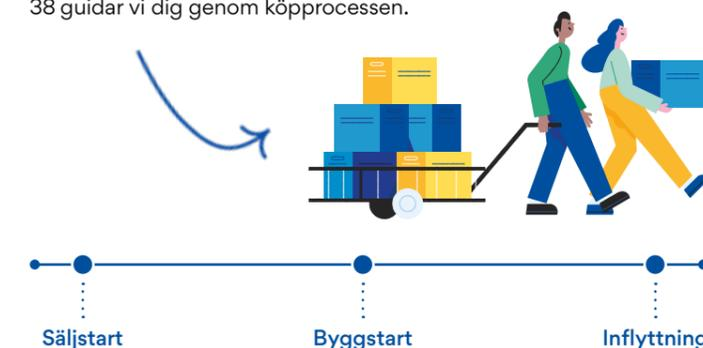 38 guidar vi dig genom köpprocessen.
Säljstart
Byggstart
Inflyttning